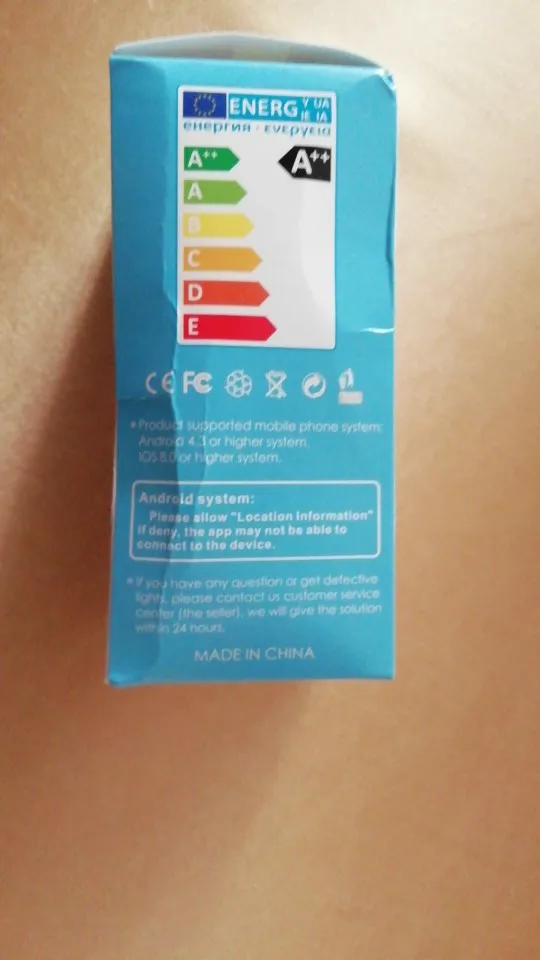 ENERG Y UA
IE IA
енергия · ενεργεια
A++ A++
A
B
C
D
E
CE FC
*Product supported mobile phone system:
Android 4.3 or higher system.
IOS 8.0 or higher system.
Android system:
Please allow "Location Information"
If deny, the app may not be able to
connect to the device.
*If you have any question or get defective
lights, please contact us customer service
center (the seller), we will give the solution
within 24 hours.
MADE IN CHINA